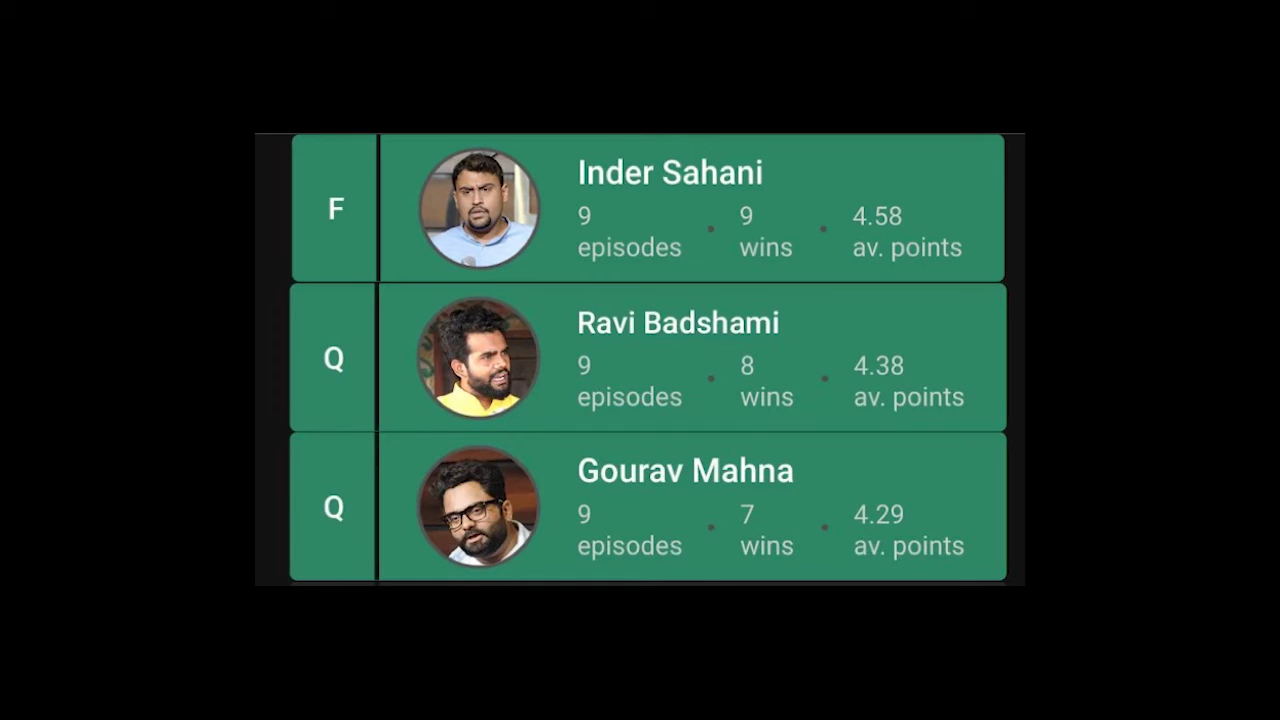 F
Inder Sahani
9 · 9 · 4.58
episodes wins av. points
Q
Ravi Badshami
9 · 8 · 4.38
episodes wins av. points
Q
Gourav Mahna
9 · 7 · 4.29
episodes wins av. points